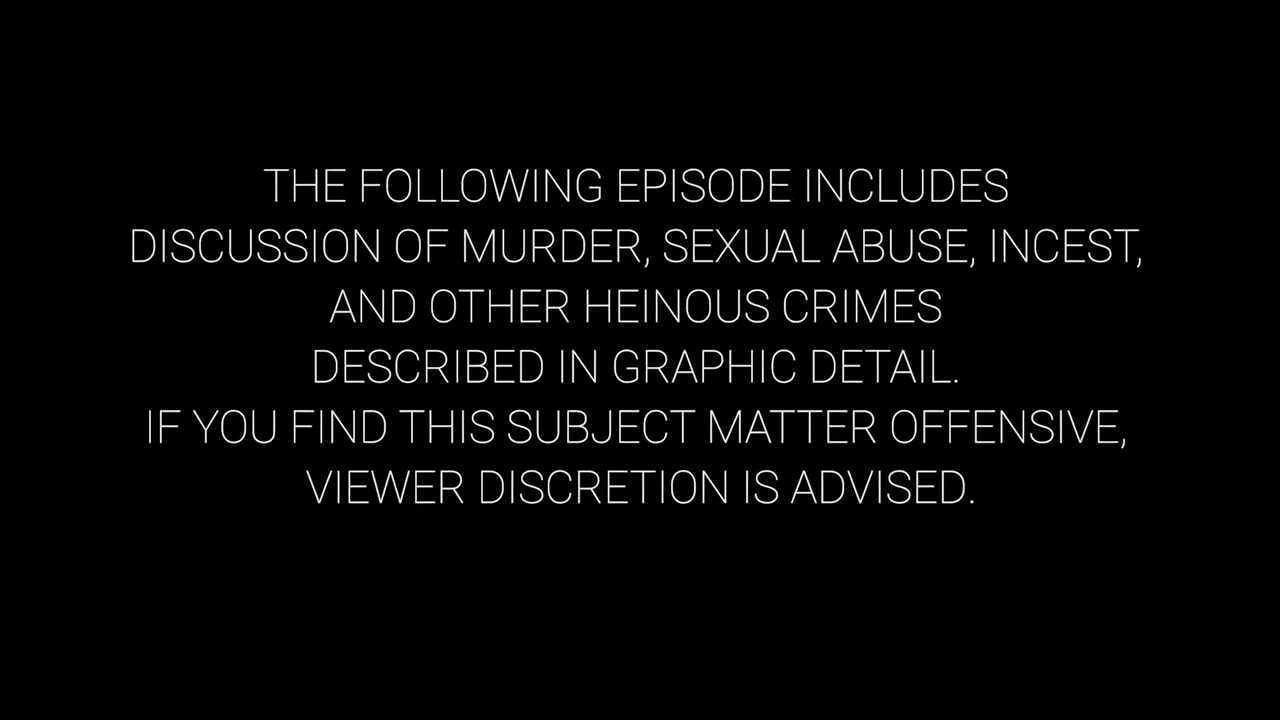 THE FOLLOWING EPISODE INCLUDES
DISCUSSION OF MURDER, SEXUAL ABUSE, INCEST,
AND OTHER HEINOUS CRIMES
DESCRIBED IN GRAPHIC DETAIL.
IF YOU FIND THIS SUBJECT MATTER OFFENSIVE,
VIEWER DISCRETION IS ADVISED.